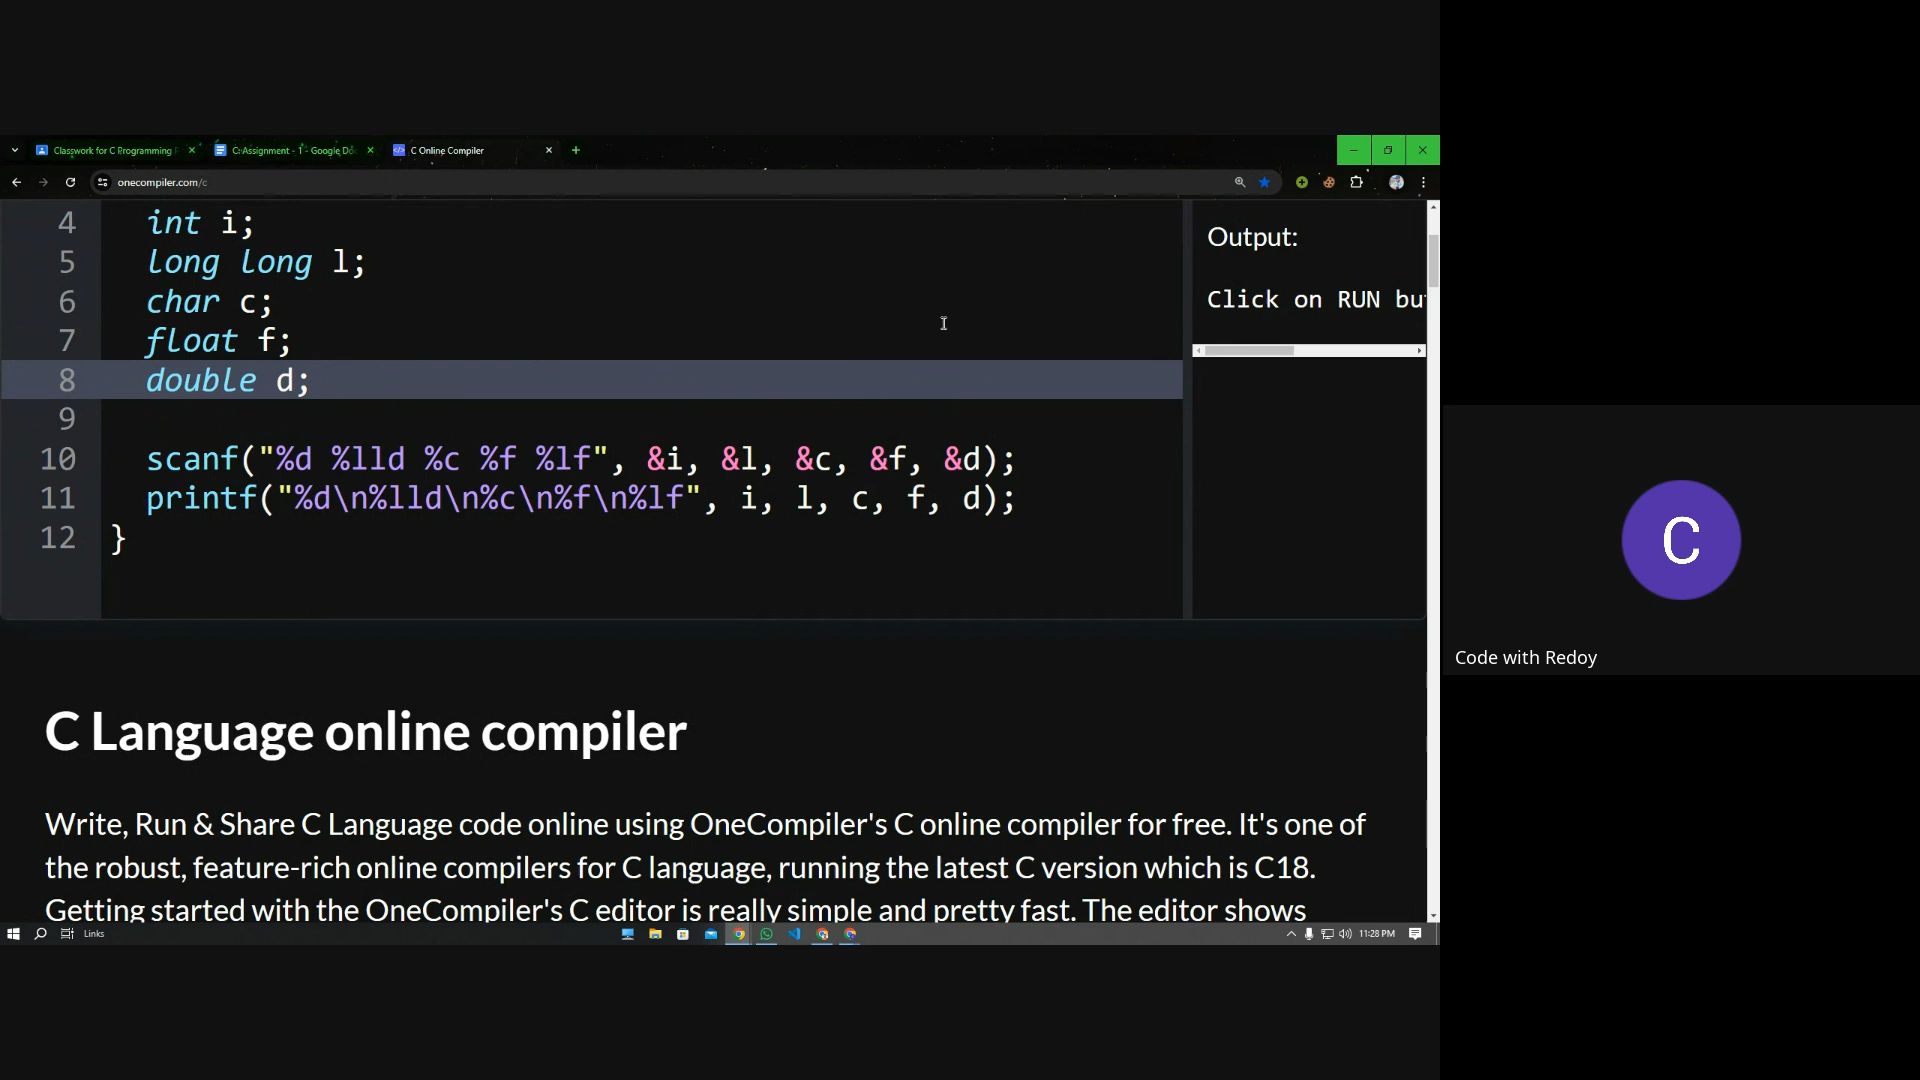 Classwork for C Programming
C: Assignment - 1 - Google Do
C Online Compiler
onecompiler.com/c
4 int i;
5 long long l;
6 char c;
7 float f;
8 double d;
9
10 scanf("%d %lld %c %f %lf", &i, &l, &c, &f, &d);
11 printf("%d\n%lld\n%c\n%f\n%lf", i, l, c, f, d);
12 }
Output:
Click on RUN bu
C
Code with Redoy
C Language online compiler
Write, Run & Share C Language code online using OneCompiler's C online compiler for free. It's one of
the robust, feature-rich online compilers for C language, running the latest C version which is C18.
Getting started with the OneCompiler's C editor is really simple and pretty fast. The editor shows
Links
11:28 PM